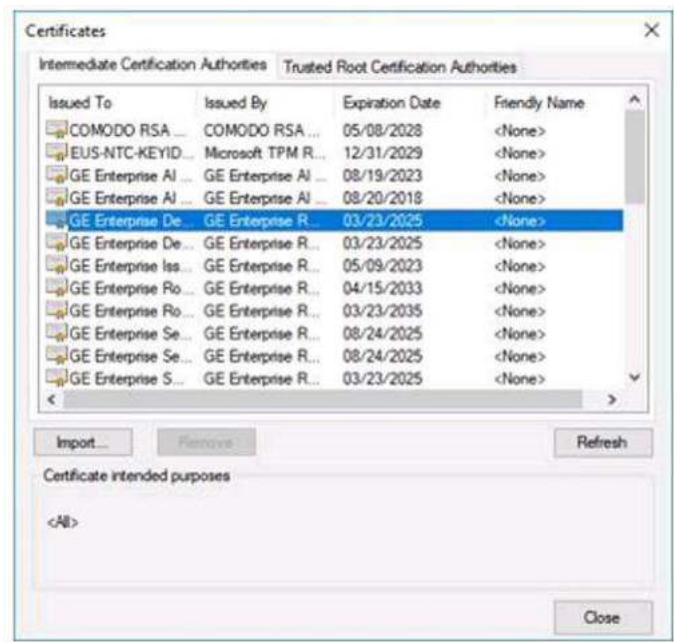 Certificates
Intermediate Certification Authorities Trusted Root Certification Authorities
Issued To Issued By Expiration Date Friendly Name
COMODO RSA ... COMODO RSA ... 05/08/2028 <None>
EUS-NTC-KEYID... Microsoft TPM R... 12/31/2029 <None>
GE Enterprise AI ... GE Enterprise AI ... 08/19/2023 <None>
GE Enterprise AI ... GE Enterprise AI ... 08/20/2018 <None>
GE Enterprise De... GE Enterprise R... 03/23/2025 <None>
GE Enterprise De... GE Enterprise R... 03/23/2025 <None>
GE Enterprise Iss... GE Enterprise R... 05/09/2023 <None>
GE Enterprise Ro... GE Enterprise R... 04/15/2033 <None>
GE Enterprise Ro... GE Enterprise R... 03/23/2035 <None>
GE Enterprise Se... GE Enterprise R... 08/24/2025 <None>
GE Enterprise Se... GE Enterprise R... 08/24/2025 <None>
GE Enterprise S... GE Enterprise R... 03/23/2025 <None>
Import... Remove Refresh
Certificate intended purposes
<All>
Close